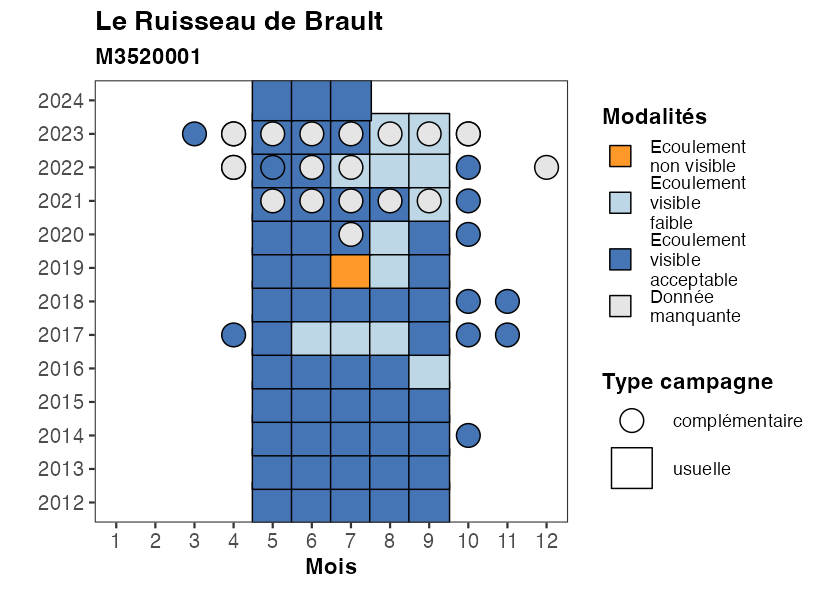 Le Ruisseau de Brault
M3520001
2024
2023
2022
2021
2020
2019
2018
2017
2016
2015
2014
2013
2012
1 2 3 4 5 6 7 8 9 10 11 12
Mois
Modalités
Ecoulement
non visible
Ecoulement
visible
faible
Ecoulement
visible
acceptable
Donnée
manquante
Type campagne
complémentaire
usuelle